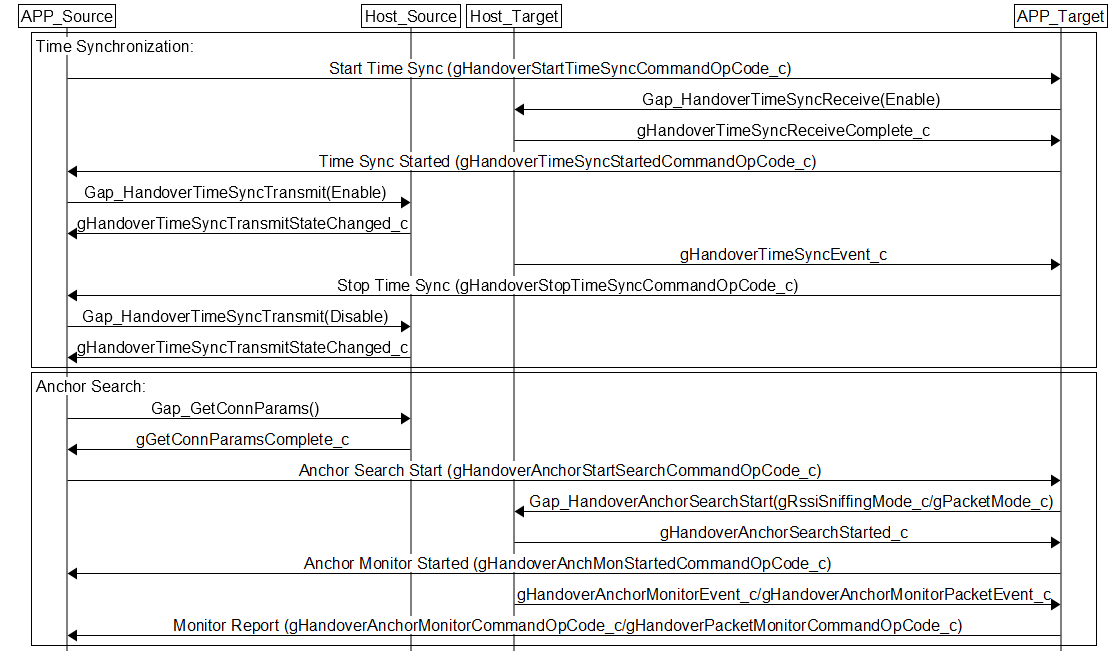 APP_Source Host_Source Host_Target APP_Target
Time Synchronization:
Start Time Sync (gHandoverStartTimeSyncCommandOpCode_c)
Gap_HandoverTimeSyncReceive(Enable)
gHandoverTimeSyncReceiveComplete_c
Time Sync Started (gHandoverTimeSyncStartedCommandOpCode_c)
Gap_HandoverTimeSyncTransmit(Enable)
gHandoverTimeSyncTransmitStateChanged_c
gHandoverTimeSyncEvent_c
Stop Time Sync (gHandoverStopTimeSyncCommandOpCode_c)
Gap_HandoverTimeSyncTransmit(Disable)
gHandoverTimeSyncTransmitStateChanged_c
Anchor Search:
Gap_GetConnParams()
gGetConnParamsComplete_c
Anchor Search Start (gHandoverAnchorStartSearchCommandOpCode_c)
Gap_HandoverAnchorSearchStart(gRssiSniffingMode_c/gPacketMode_c)
gHandoverAnchorSearchStarted_c
Anchor Monitor Started (gHandoverAnchMonStartedCommandOpCode_c)
gHandoverAnchorMonitorEvent_c/gHandoverAnchorMonitorPacketEvent_c
Monitor Report (gHandoverAnchorMonitorCommandOpCode_c/gHandoverPacketMonitorCommandOpCode_c)